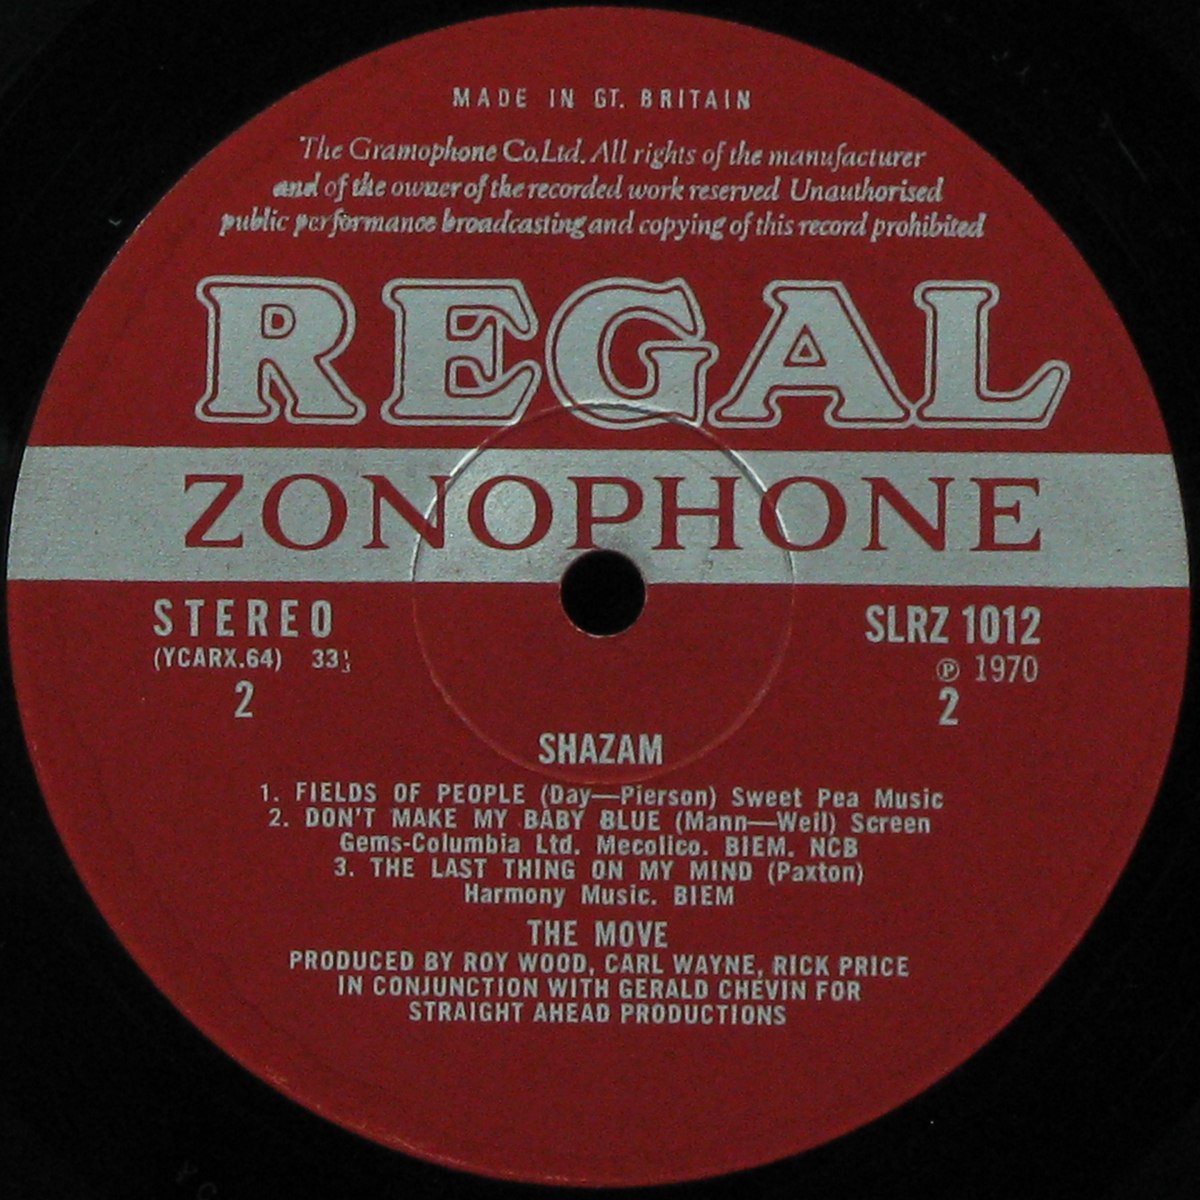 MADE IN GT. BRITAIN
The Gramophone Co.Ltd. All rights of the manufacturer
and of the owner of the recorded work reserved Unauthorised
public performance broadcasting and copying of this record prohibited
REGAL
ZONOPHONE
STEREO
(YCARX.64) 33⅓
2
SLRZ 1012
℗ 1970
2
SHAZAM
1. FIELDS OF PEOPLE (Day—Pierson) Sweet Pea Music
2. DON'T MAKE MY BABY BLUE (Mann—Weil) Screen
Gems-Columbia Ltd. Mecolico. BIEM. NCB
3. THE LAST THING ON MY MIND (Paxton)
Harmony Music. BIEM
THE MOVE
PRODUCED BY ROY WOOD, CARL WAYNE, RICK PRICE
IN CONJUNCTION WITH GERALD CHEVIN FOR
STRAIGHT AHEAD PRODUCTIONS